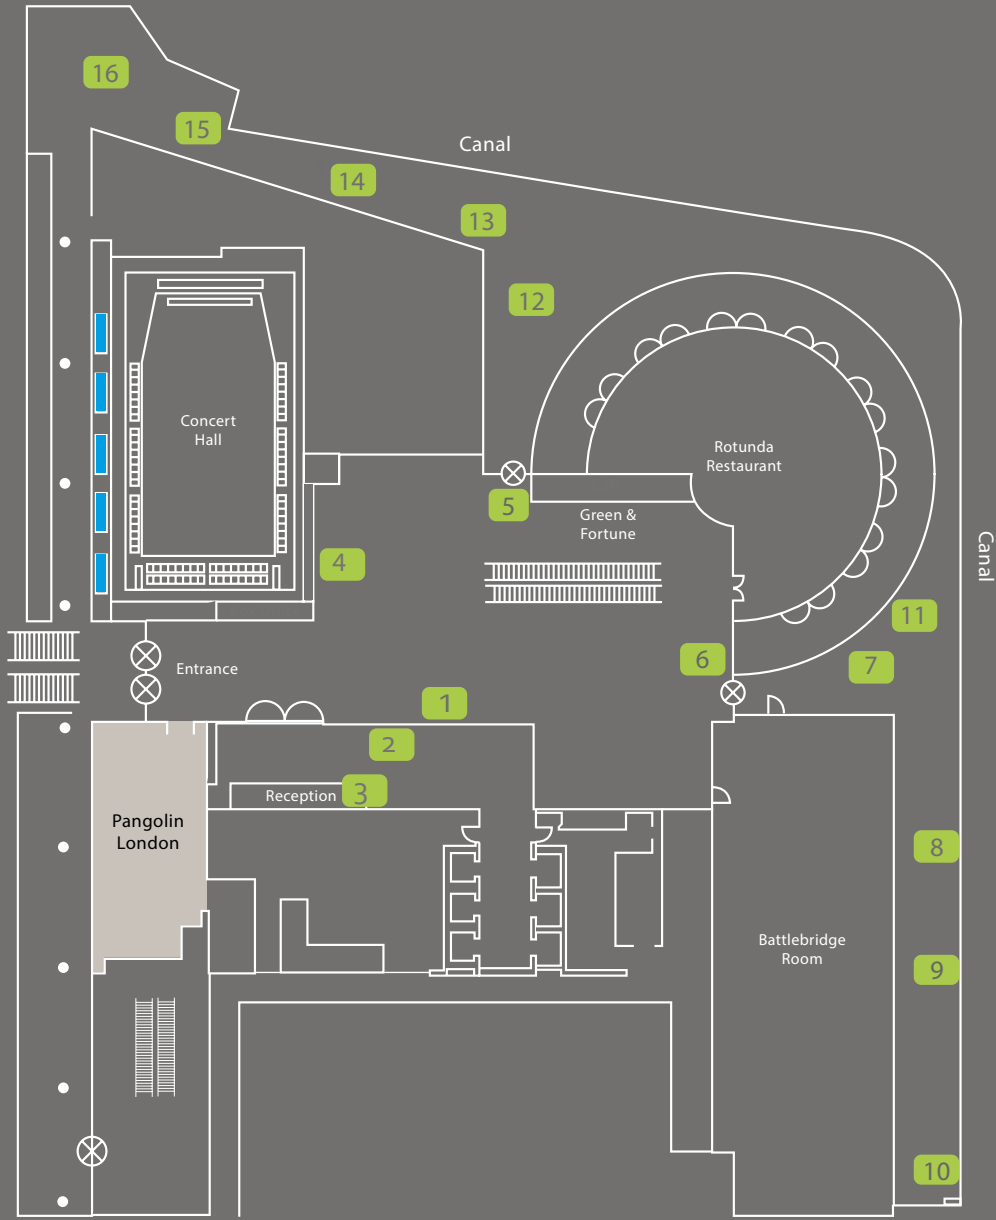 16
15
Canal
14
13
12
Concert
Hall
Rotunda
Restaurant
5
Green &
Fortune
4
Canal
11
6
7
Entrance
1
2
Reception
3
Pangolin
London
8
Battlebridge
Room
9
10